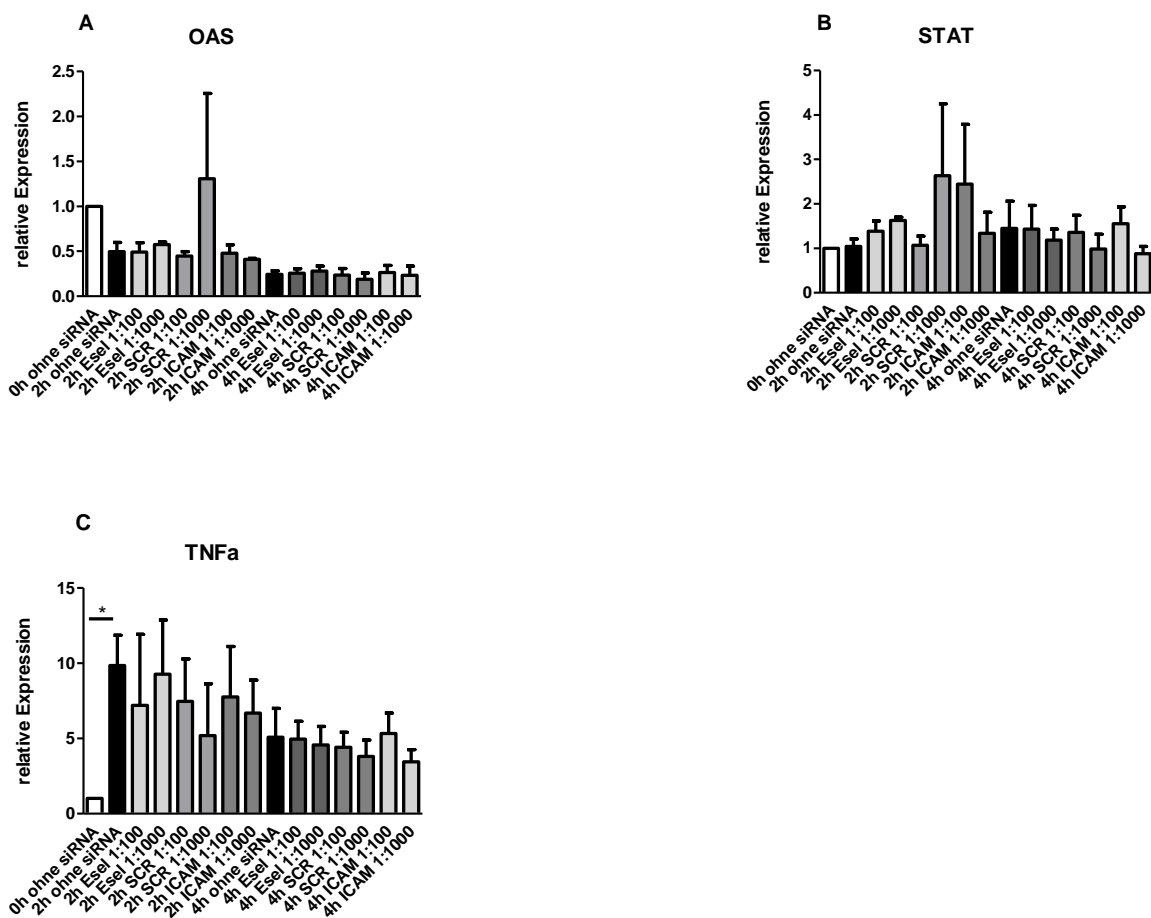 A
OAS
relative Expression
2.5
2.0
1.5
1.0
0.5
0.0
0h ohne siRNA
2h ohne siRNA
2h Esel 1:100
2h Esel 1:1000
2h SCR 1:100
2h SCR 1:1000
2h ICAM 1:100
2h ICAM 1:1000
4h ohne siRNA
4h Esel 1:100
4h Esel 1:1000
4h SCR 1:100
4h SCR 1:1000
4h ICAM 1:100
4h ICAM 1:1000
B
STAT
relative Expression
5
4
3
2
1
0
0h ohne siRNA
2h ohne siRNA
2h Esel 1:100
2h Esel 1:1000
2h SCR 1:100
2h SCR 1:1000
2h ICAM 1:100
2h ICAM 1:1000
4h ohne siRNA
4h Esel 1:100
4h Esel 1:1000
4h SCR 1:100
4h SCR 1:1000
4h ICAM 1:100
4h ICAM 1:1000
C
TNFa
relative Expression
15
10
5
0
*
0h ohne siRNA
2h ohne siRNA
2h Esel 1:100
2h Esel 1:1000
2h SCR 1:100
2h SCR 1:1000
2h ICAM 1:100
2h ICAM 1:1000
4h ohne siRNA
4h Esel 1:100
4h Esel 1:1000
4h SCR 1:100
4h SCR 1:1000
4h ICAM 1:100
4h ICAM 1:1000